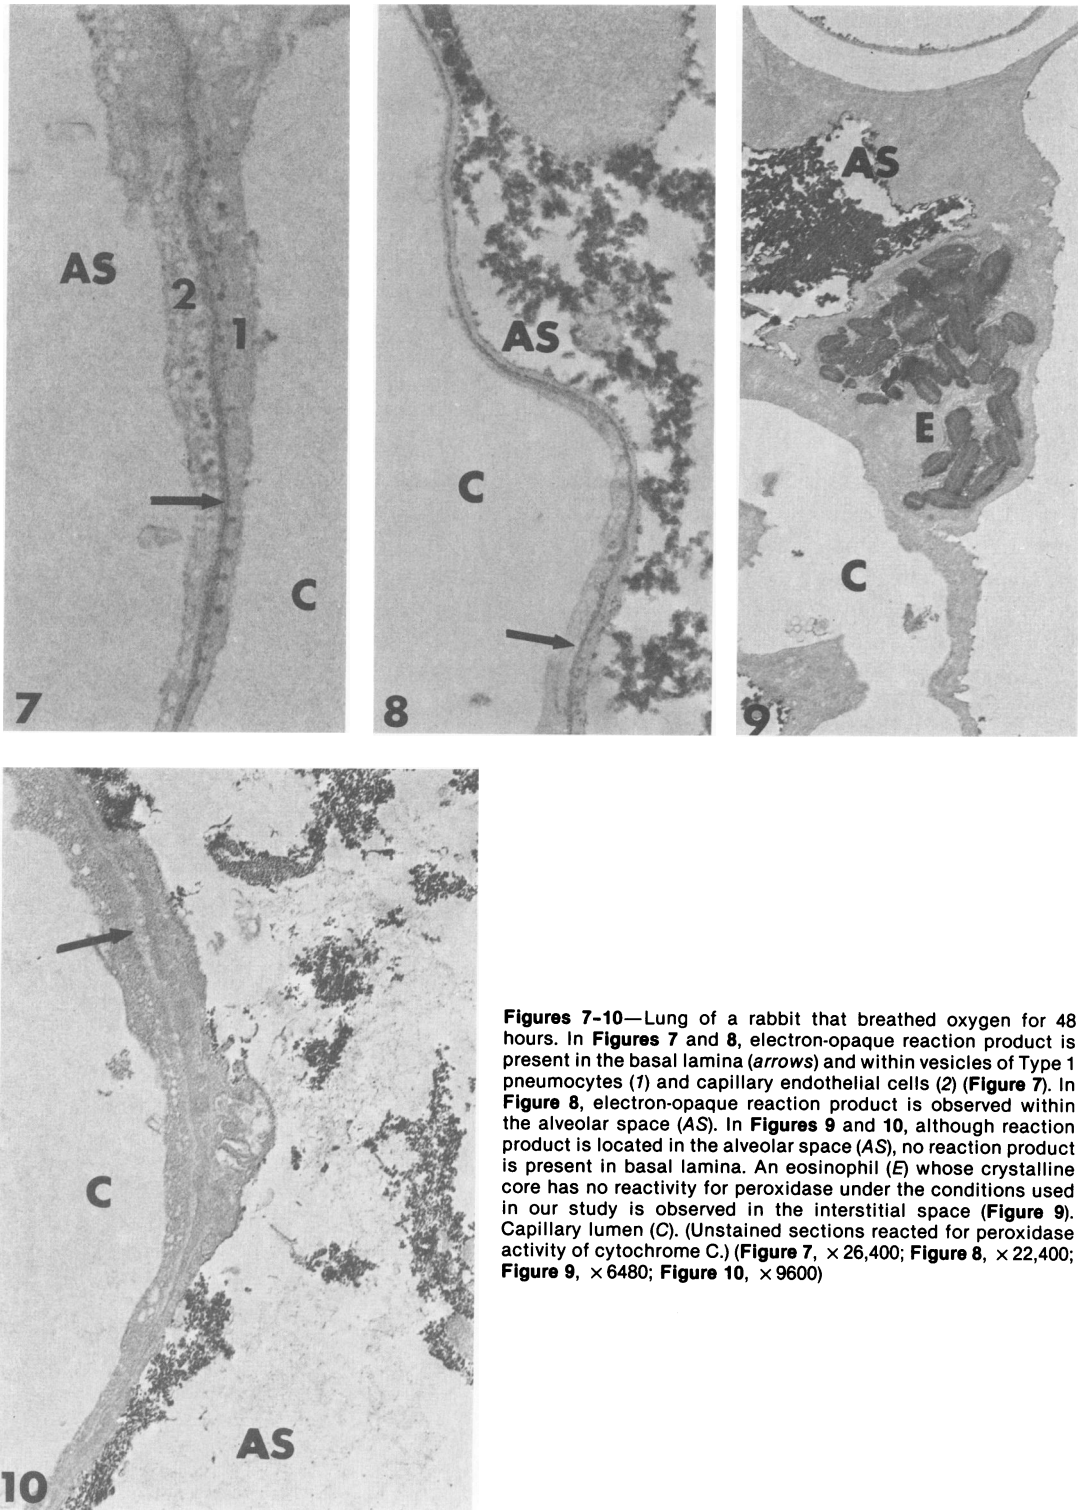 AS
2
1
C
7
AS
C
8
AS
E
C
9
C
AS
10
Figures 7-10—Lung of a rabbit that breathed oxygen for 48
hours. In Figures 7 and 8, electron-opaque reaction product is
present in the basal lamina (arrows) and within vesicles of Type 1
pneumocytes (1) and capillary endothelial cells (2) (Figure 7). In
Figure 8, electron-opaque reaction product is observed within
the alveolar space (AS). In Figures 9 and 10, although reaction
product is located in the alveolar space (AS), no reaction product
is present in basal lamina. An eosinophil (E) whose crystalline
core has no reactivity for peroxidase under the conditions used
in our study is observed in the interstitial space (Figure 9).
Capillary lumen (C). (Unstained sections reacted for peroxidase
activity of cytochrome C.) (Figure 7, ×26,400; Figure 8, ×22,400;
Figure 9, ×6480; Figure 10, ×9600)